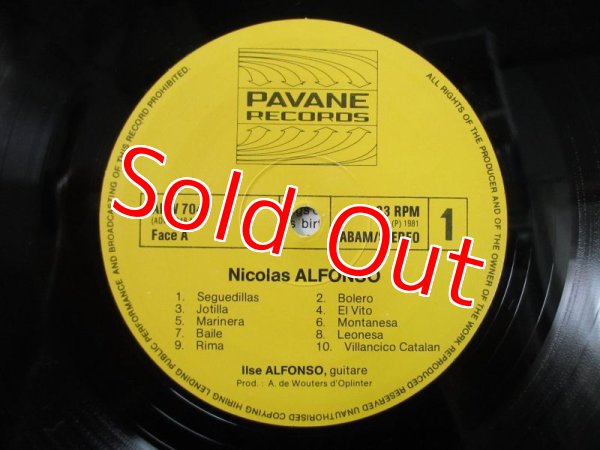 PAVANE
RECORDS
ALL RIGHTS OF THE PRODUCER AND OF THE OWNER OF THE WORK REPRODUCED RESERVED UNAUTHORISED COPYING HIRING LENDING PUBLIC PERFORMANCE AND BROADCASTING OF THIS RECORD PROHIBITED.
33 RPM
(P) 1981
Face A
STEREO
1
Sold Out
Nicolas ALFONSO
1. Seguedillas
2. Bolero
3. Jotilla
4. El Vito
5. Marinera
6. Montanesa
7. Baile
8. Leonesa
9. Rima
10. Villancico Catalan
Ilse ALFONSO, guitare
Prod. : A. de Wouters d'Oplinter